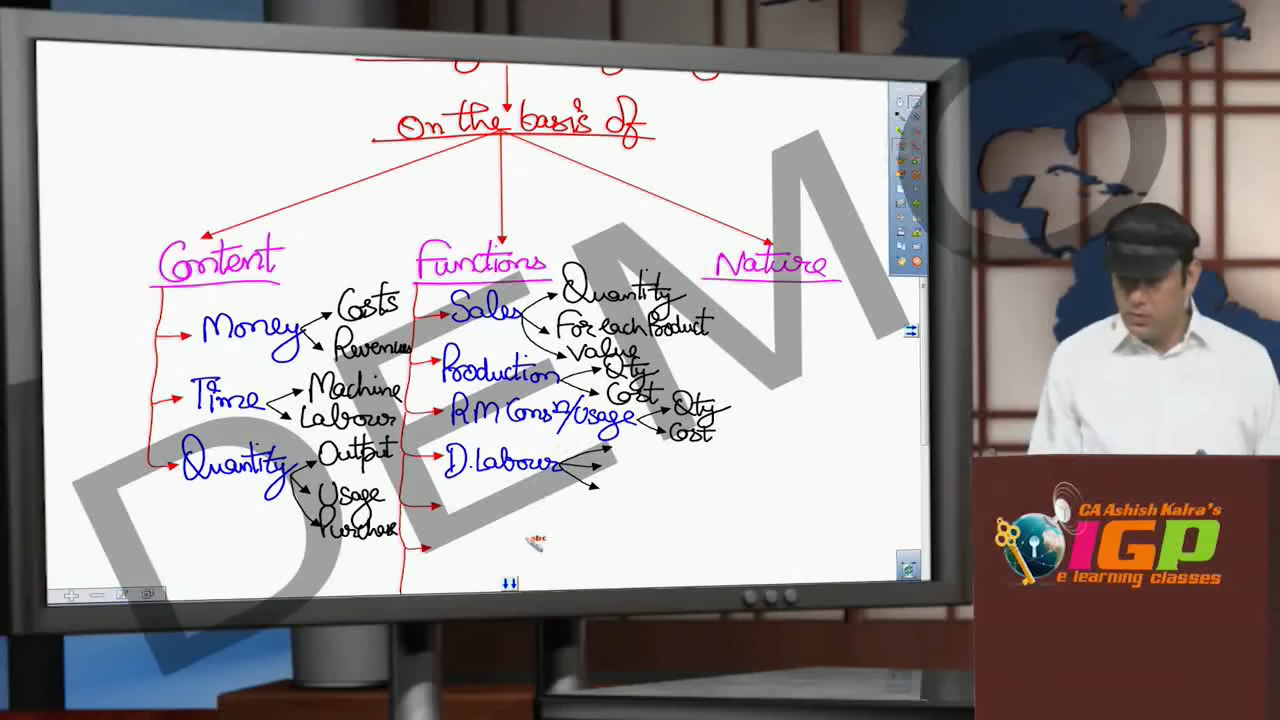 On the basis of
Content
Functions
Nature
Money
Costs
Revenues
Time
Machine
Labour
Quantity
Output
Usage
Purchase
Sales
Quantity
For each Product
Value
Production
Qty
Cost
RM Consn/Usage
Qty
Cost
D. Labour
DEMO
CA Ashish Kalra's
IGP
e learning classes